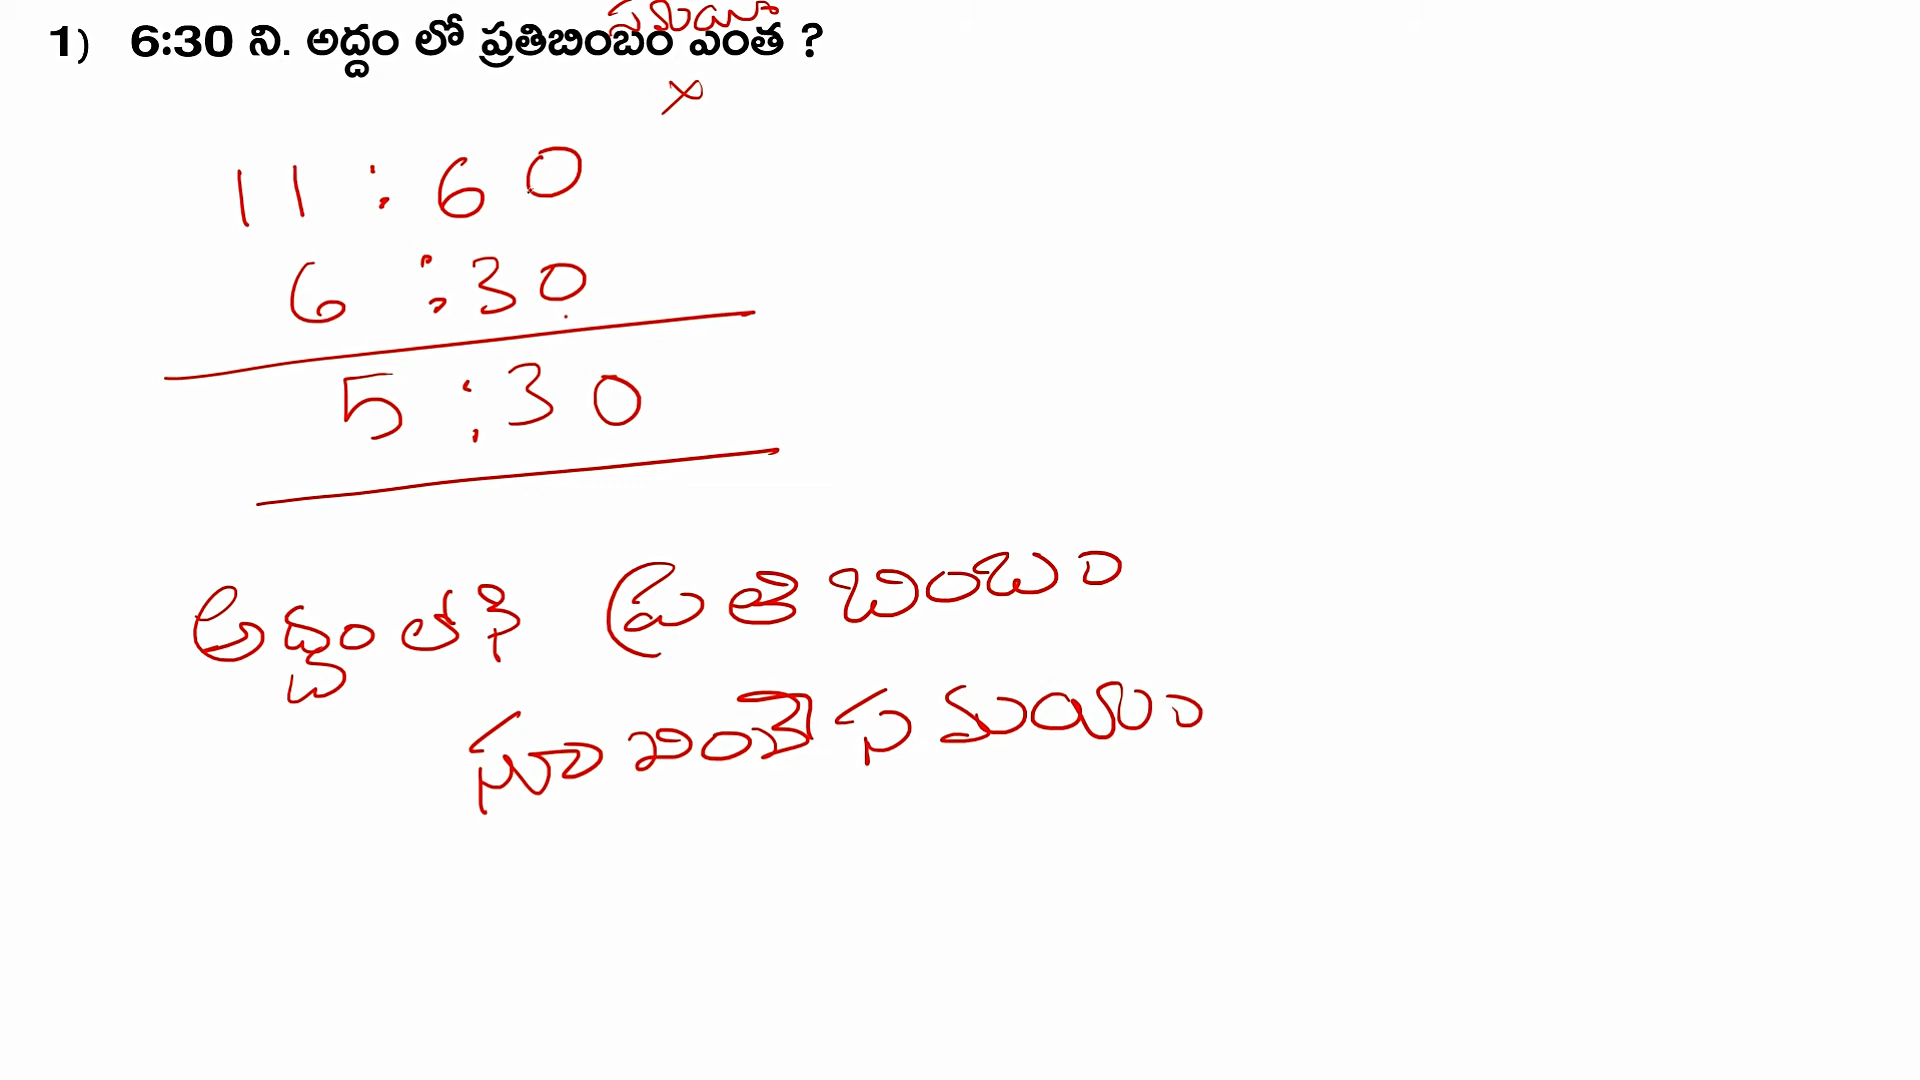 సమయం
1) 6:30 ని. అద్దం లో ప్రతిబింబం వంత ?
×
11:60
6:30
5:30
అద్దంలోని ప్రతిబింబం
సూచించే సమయం